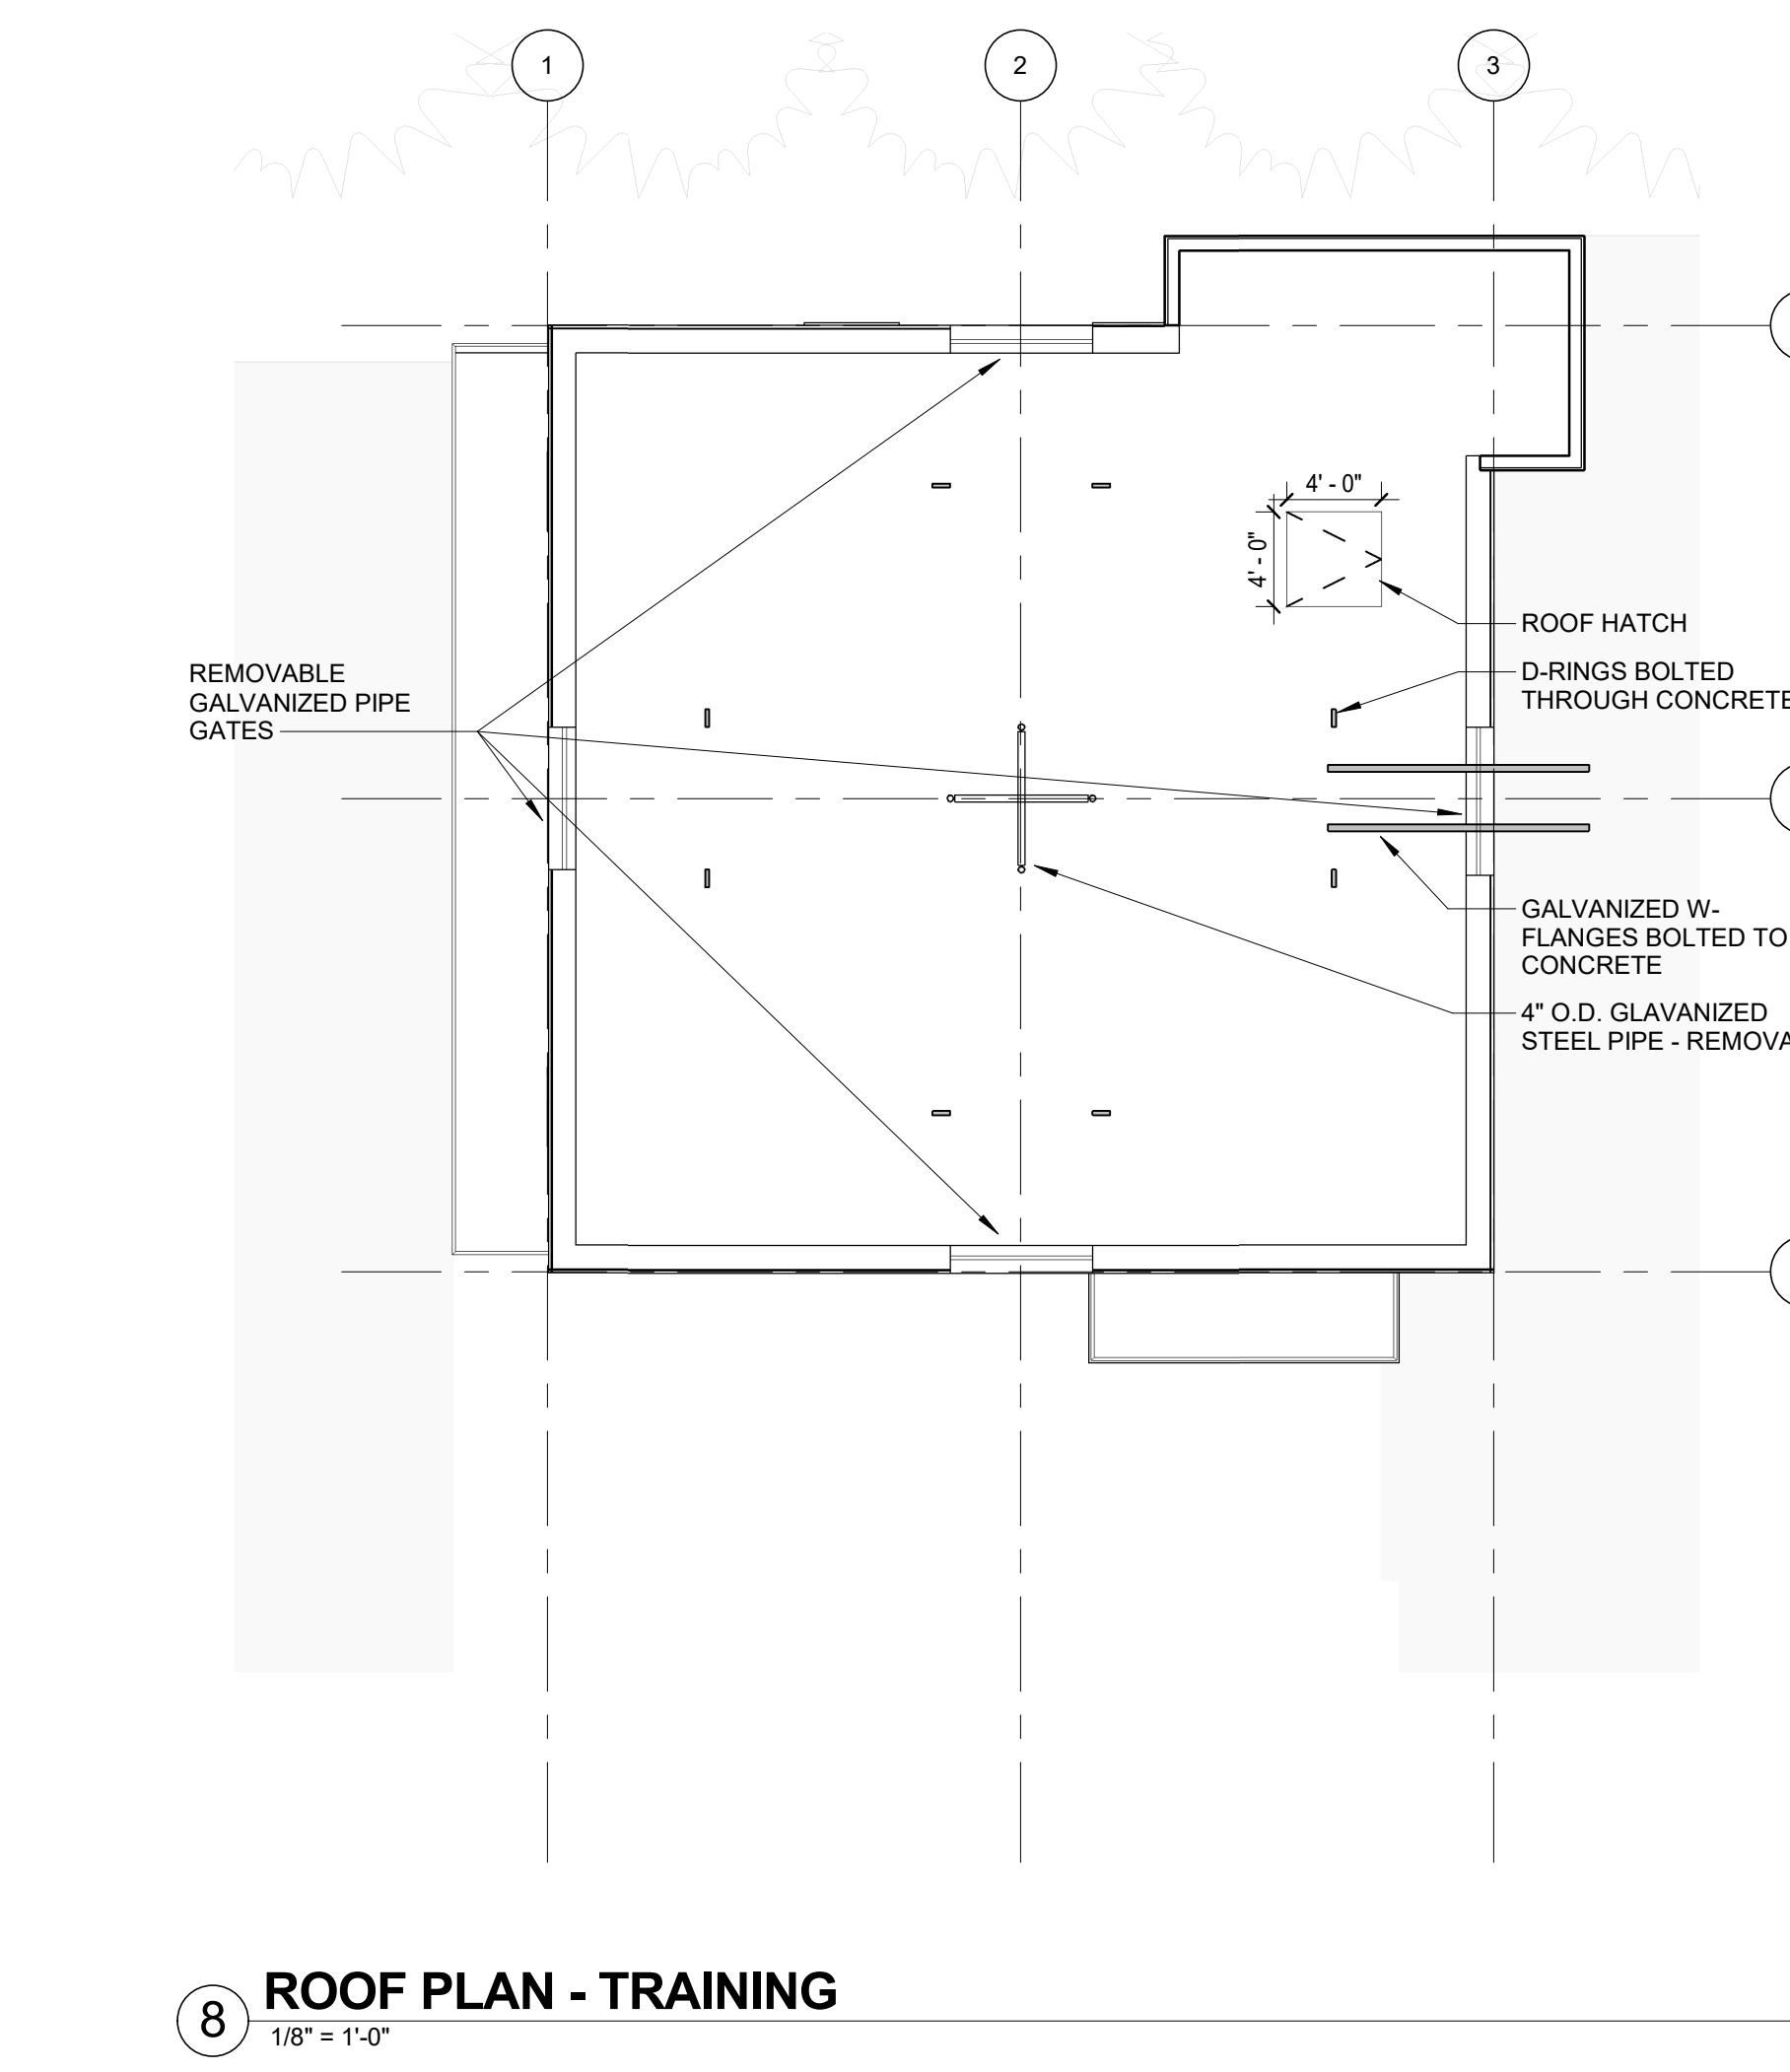 1
2
3
4' - 0"
4' - 0"
ROOF HATCH
D-RINGS BOLTED
THROUGH CONCRETE
REMOVABLE
GALVANIZED PIPE
GATES
GALVANIZED W-
FLANGES BOLTED TO
CONCRETE
4" O.D. GLAVANIZED
STEEL PIPE - REMOVA
8
ROOF PLAN - TRAINING
1/8" = 1'-0"